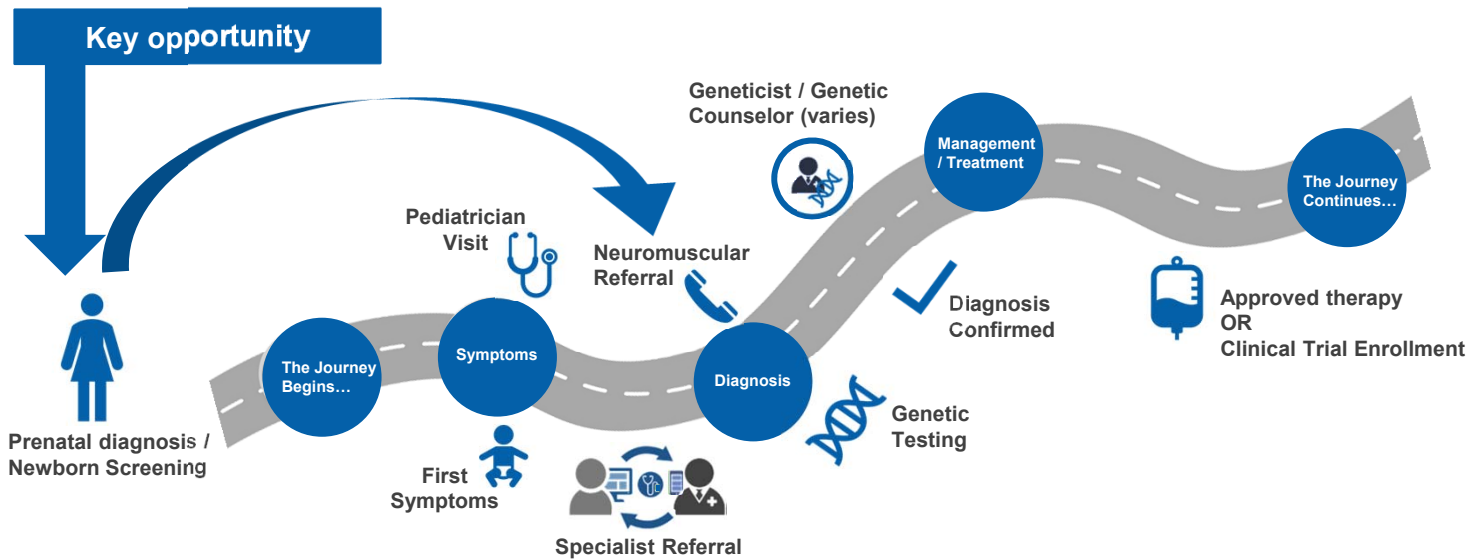 Key opportunity
Prenatal diagnosis /
Newborn Screening
The Journey
Begins…
Symptoms
Pediatrician
Visit
First
Symptoms
Specialist Referral
Neuromuscular
Referral
Diagnosis
Genetic
Testing
Geneticist / Genetic
Counselor (varies)
Diagnosis
Confirmed
Management
/ Treatment
Approved therapy
OR
Clinical Trial Enrollment
The Journey
Continues…